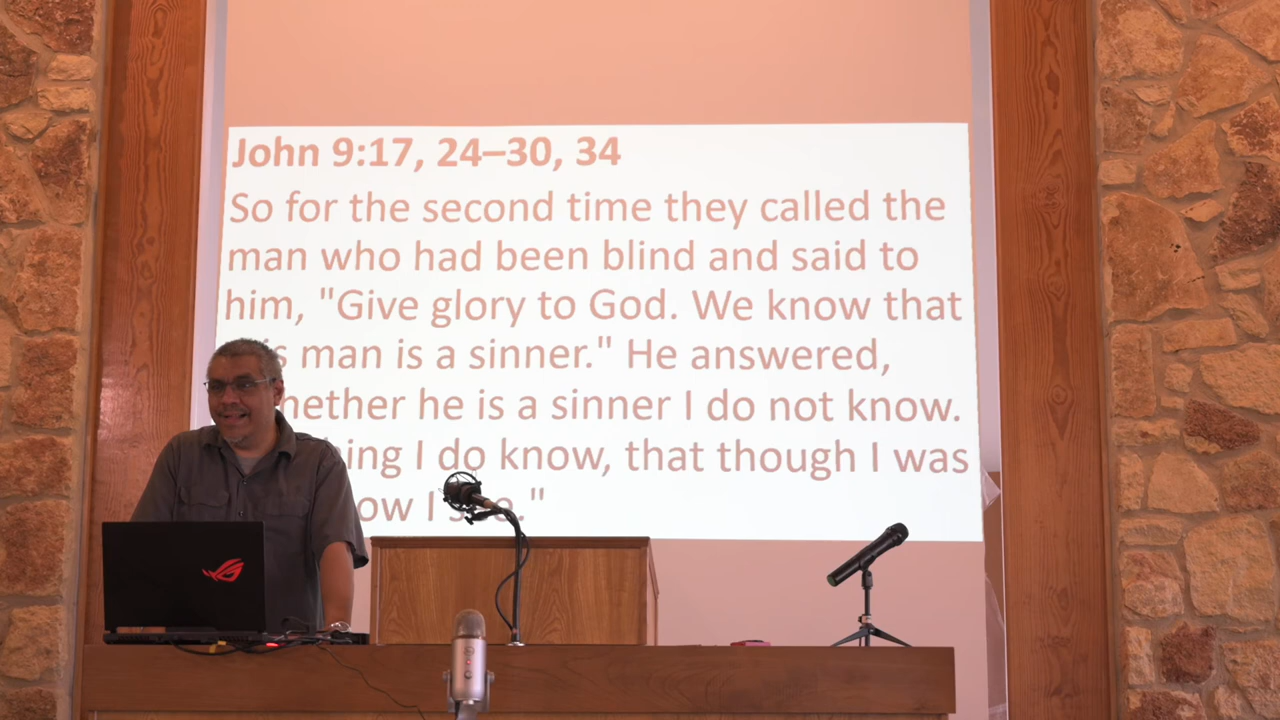 John 9:17, 24–30, 34
So for the second time they called the
man who had been blind and said to
him, "Give glory to God. We know that
man is a sinner." He answered,
he is a sinner I do not know.
I do know, that though I was
I see."